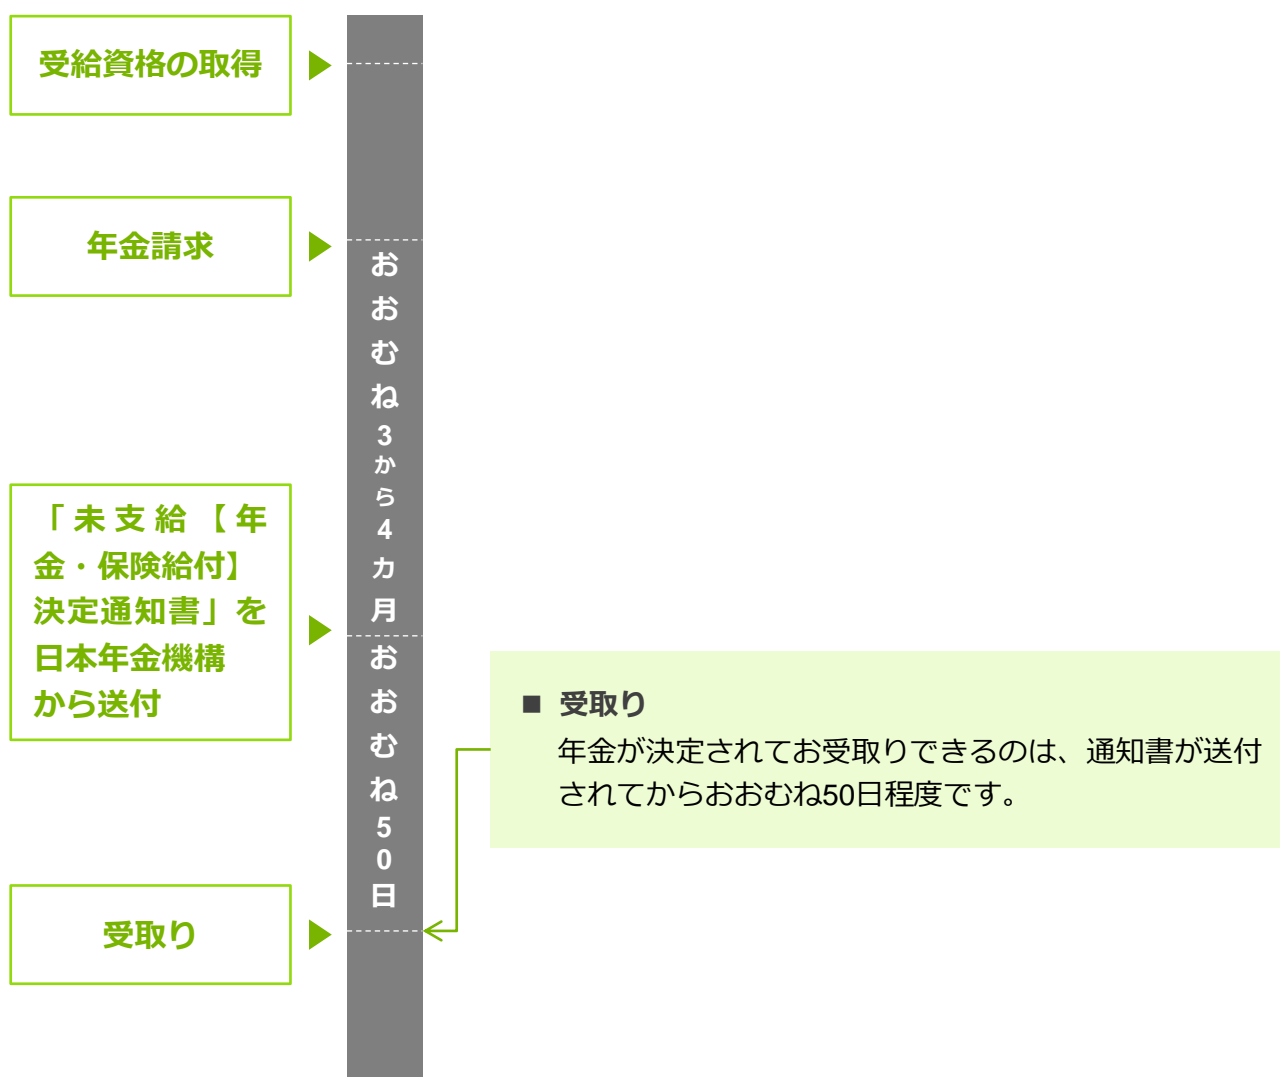 受給資格の取得
年金請求
おおむね3から4カ月
「未支給【年
金・保険給付】
決定通知書」を
日本年金機構
から送付
おおむね50日
■ 受取り
年金が決定されてお受取りできるのは、通知書が送付
されてからおおむね50日程度です。
受取り